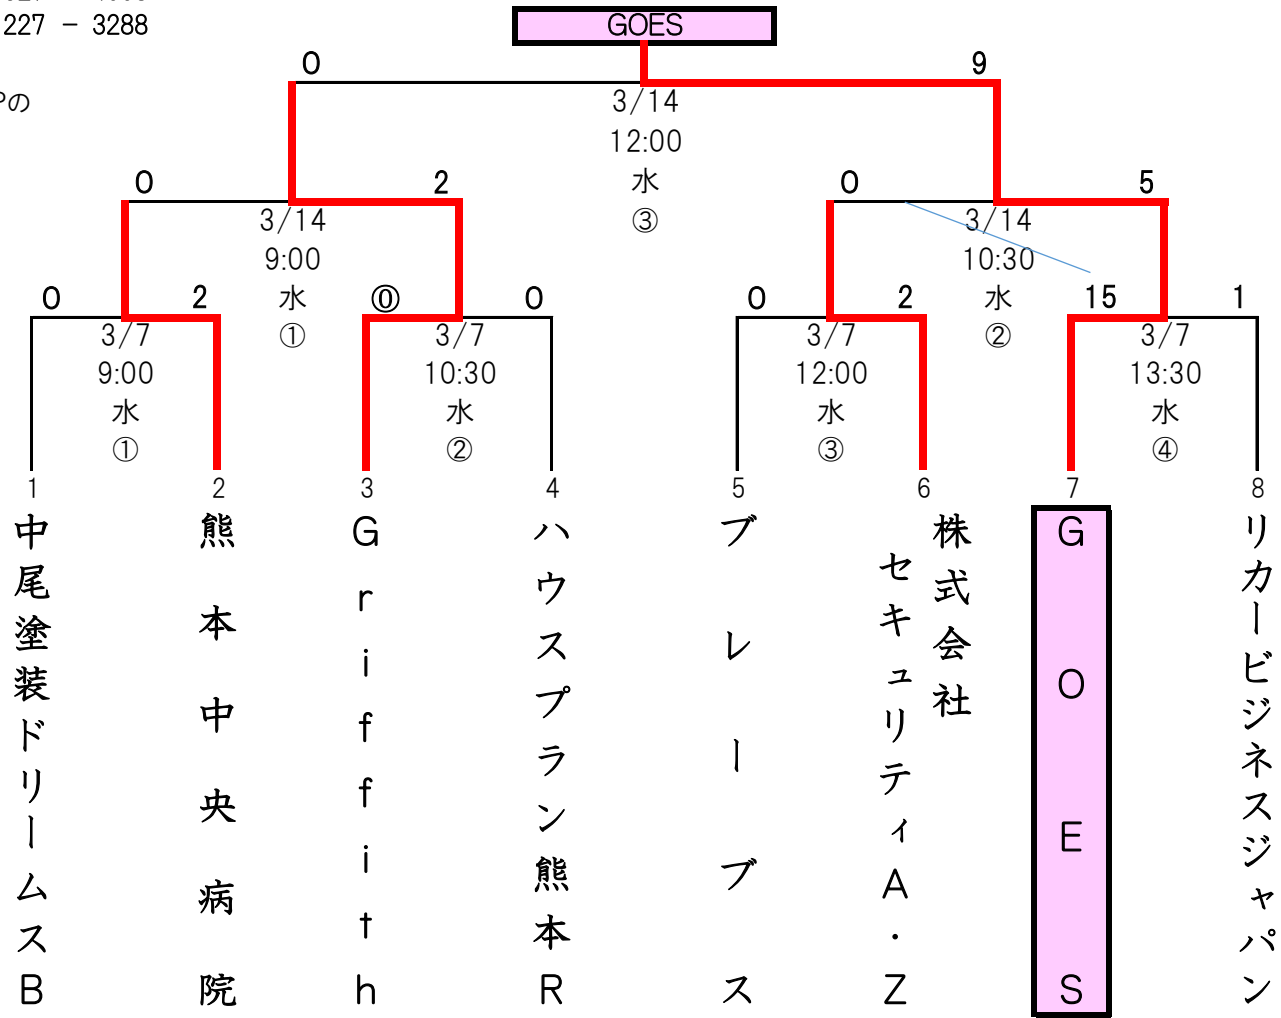 227 - 3288
GOES
0
9
Pの
3/14
12:00
水
③
0
2
0
5
3/14
9:00
水
①
3/14
10:30
水
②
0
2
⓪
0
0
2
15
1
3/7
9:00
水
①
3/7
10:30
水
②
3/7
12:00
水
③
3/7
13:30
水
④
1
2
3
4
5
6
7
8
中尾塗装ドリームスB
熊本中央病院
Griffith
ハウスプラン熊本R
ブレーブス
株式会社
セキュリティA・Z
GOES
リカービジネスジャパン